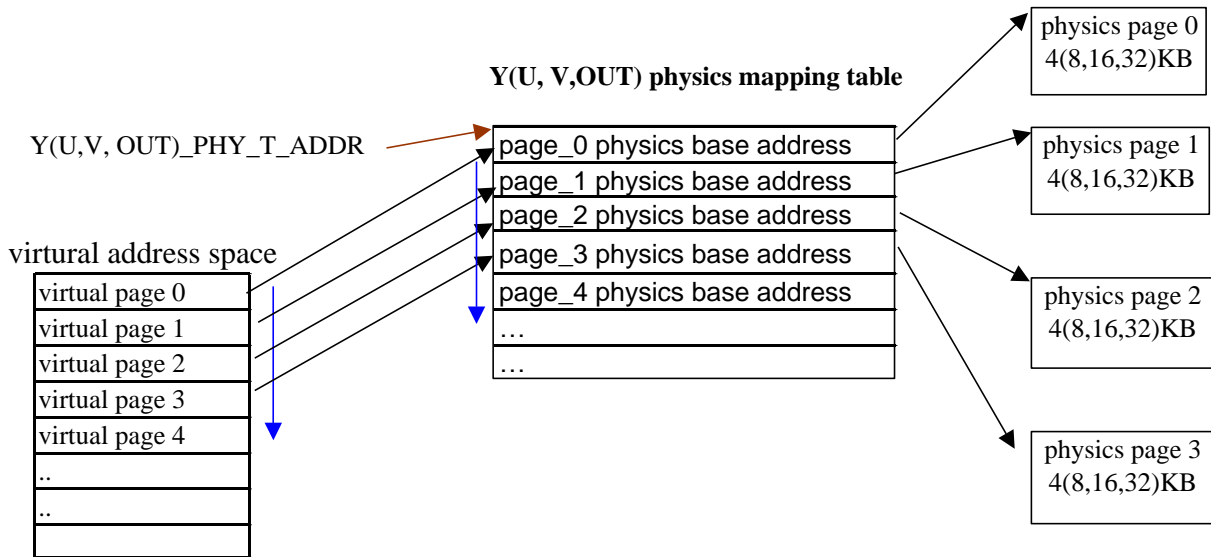 Y(U, V,OUT) physics mapping table
Y(U,V, OUT)_PHY_T_ADDR
page_0 physics base address
page_1 physics base address
page_2 physics base address
page_3 physics base address
page_4 physics base address
…
…
virtural address space
virtual page 0
virtual page 1
virtual page 2
virtual page 3
virtual page 4
..
..
physics page 0
4(8,16,32)KB
physics page 1
4(8,16,32)KB
physics page 2
4(8,16,32)KB
physics page 3
4(8,16,32)KB